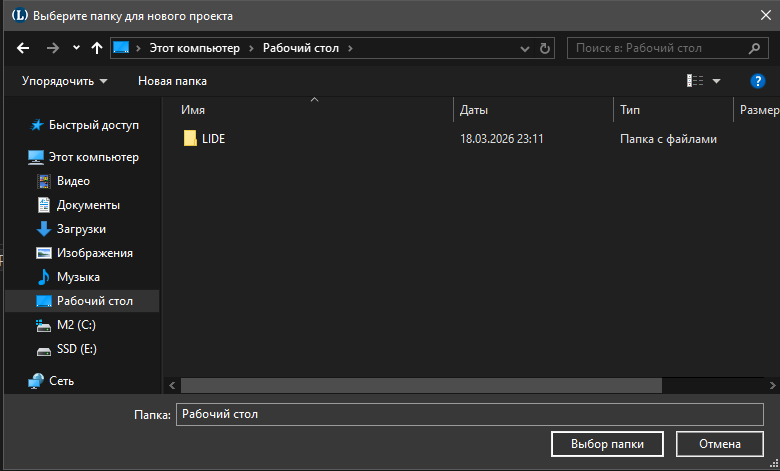 (L) Выберите папку для нового проекта
Этот компьютер › Рабочий стол ›
Поиск в: Рабочий стол
Упорядочить
Новая папка
?
Имя
Даты
Тип
Размер
Быстрый доступ
Этот компьютер
Видео
Документы
Загрузки
Изображения
Музыка
Рабочий стол
M2 (C:)
SSD (E:)
Сеть
LIDE
18.03.2026 23:11
Папка с файлами
Папка:
Рабочий стол
Выбор папки
Отмена